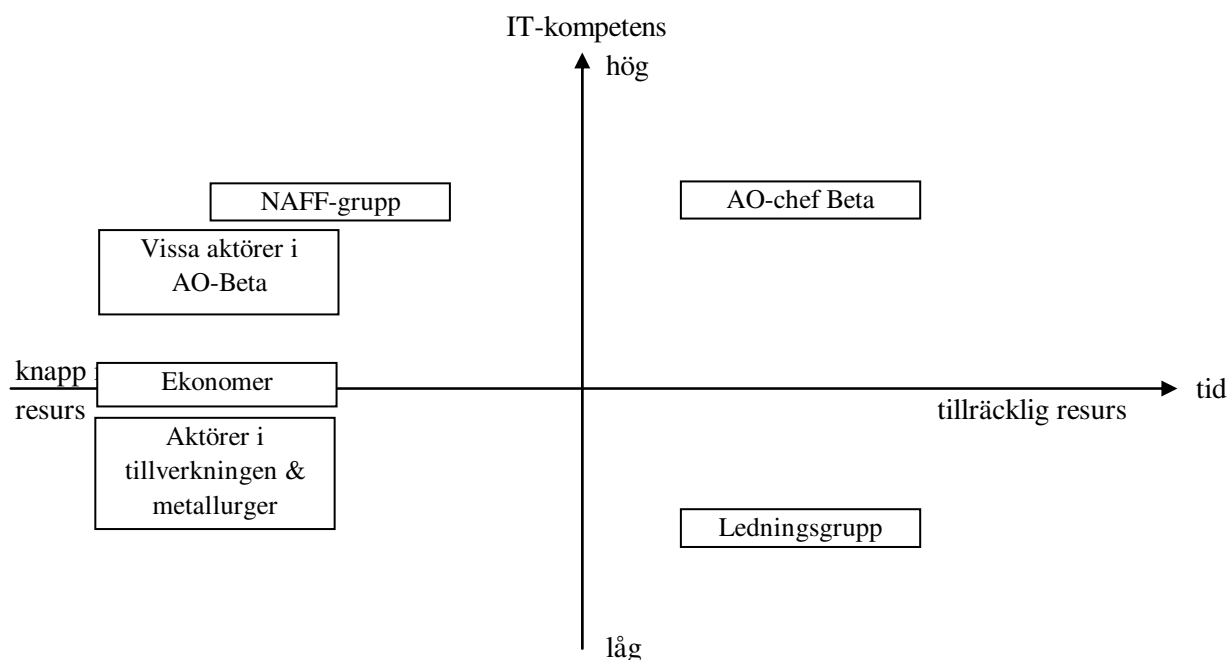 IT-kompetens
hög
NAFF-grupp
AO-chef Beta
Vissa aktörer i
AO-Beta
knapp
Ekonomer
tid
resurs
tillräcklig resurs
Aktörer i
tillverkningen &
metallurger
Ledningsgrupp
låg